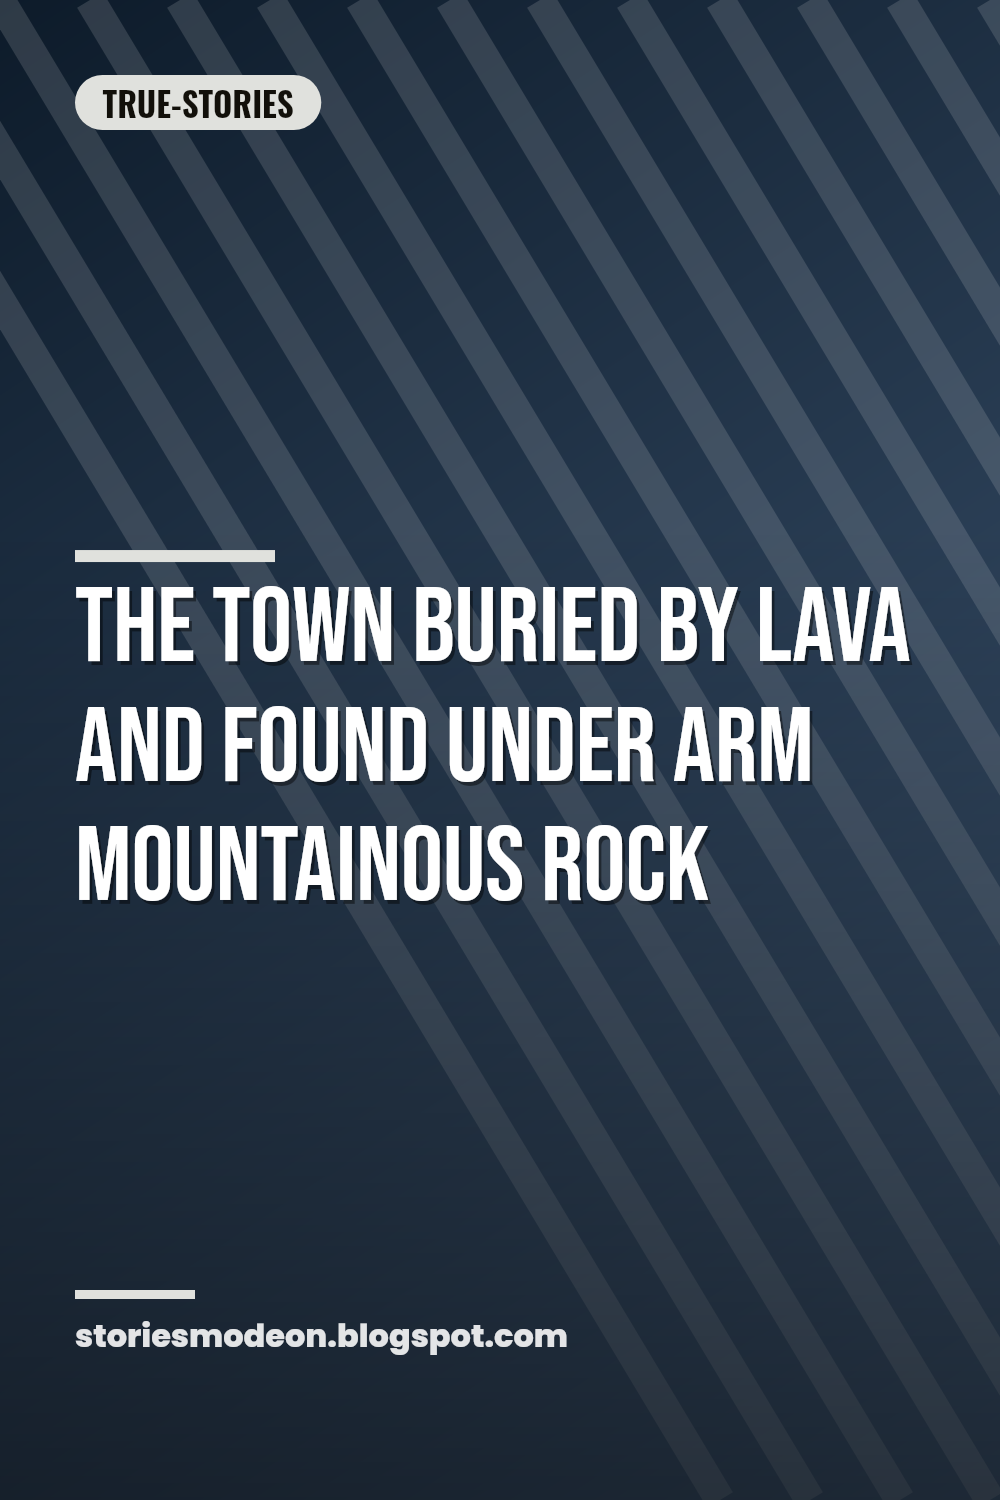 TRUE-STORIES
THE TOWN BURIED BY LAVA
AND FOUND UNDER ARM
MOUNTAINOUS ROCK
storiesmodeon.blogspot.com